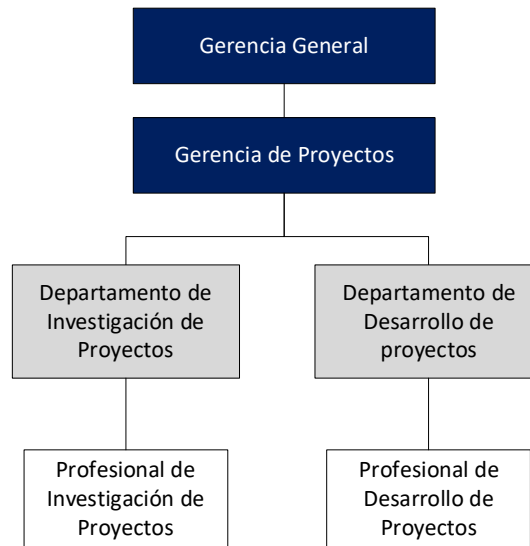 Gerencia General
Gerencia de Proyectos
Departamento de
Investigación de
Proyectos
Departamento de
Desarrollo de
proyectos
Profesional de
Investigación de
Proyectos
Profesional de
Desarrollo de
Proyectos